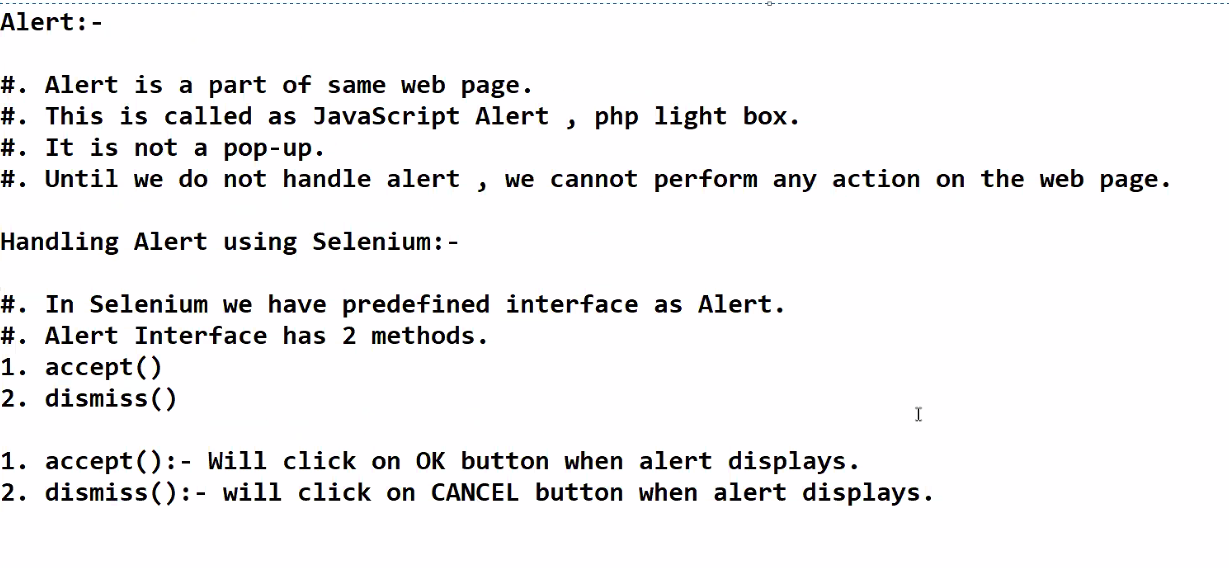 Alert:-
#. Alert is a part of same web page.
#. This is called as JavaScript Alert , php light box.
#. It is not a pop-up.
#. Until we do not handle alert , we cannot perform any action on the web page.
Handling Alert using Selenium:-
#. In Selenium we have predefined interface as Alert.
#. Alert Interface has 2 methods.
1. accept()
2. dismiss()
1. accept():- Will click on OK button when alert displays.
2. dismiss():- will click on CANCEL button when alert displays.